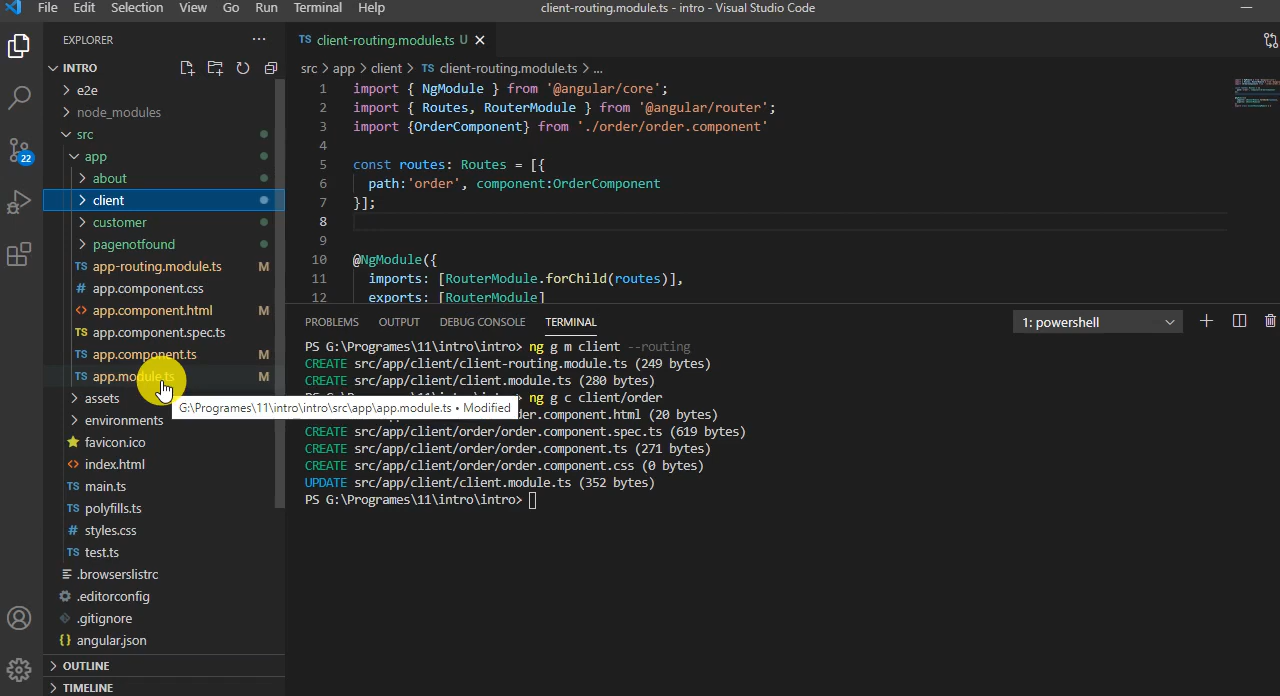 File Edit Selection View Go Run Terminal Help
client-routing.module.ts - intro - Visual Studio Code
EXPLORER
INTRO
e2e
node_modules
src
app
about
client
customer
pagenotfound
TS app-routing.module.ts M
# app.component.css
<> app.component.html M
TS app.component.spec.ts
TS app.component.ts M
TS app.module.ts M
assets
environments
favicon.ico
<> index.html
TS main.ts
TS polyfills.ts
# styles.css
TS test.ts
.browserslistrc
.editorconfig
.gitignore
{} angular.json
OUTLINE
TIMELINE
22
TS client-routing.module.ts U
src > app > client > TS client-routing.module.ts > ...
1 import { NgModule } from '@angular/core';
2 import { Routes, RouterModule } from '@angular/router';
3 import {OrderComponent} from './order/order.component'
4
5 const routes: Routes = [{
6 path:'order', component:OrderComponent
7 }];
8
9
10 @NgModule({
11 imports: [RouterModule.forChild(routes)],
12 exports: [RouterModule]
PROBLEMS OUTPUT DEBUG CONSOLE TERMINAL
1: powershell
PS G:\Programes\11\intro\intro> ng g m client --routing
CREATE src/app/client/client-routing.module.ts (249 bytes)
CREATE src/app/client/client.module.ts (280 bytes)
> ng g c client/order
der.component.html (20 bytes)
CREATE src/app/client/order/order.component.spec.ts (619 bytes)
CREATE src/app/client/order/order.component.ts (271 bytes)
CREATE src/app/client/order/order.component.css (0 bytes)
UPDATE src/app/client/client.module.ts (352 bytes)
PS G:\Programes\11\intro\intro>
G:\Programes\11\intro\intro\src\app\app.module.ts • Modified